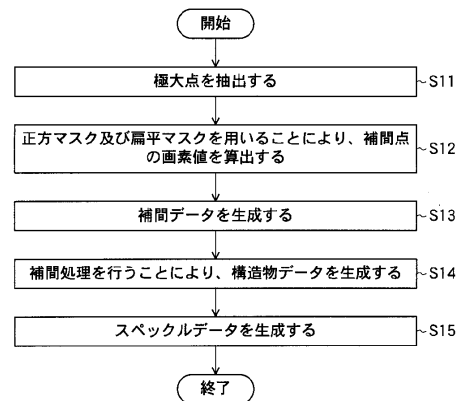 開始
極大点を抽出する
~S11
正方マスク及び扁平マスクを用いることにより、補間点
の画素値を算出する
~S12
補間データを生成する
~S13
補間処理を行うことにより、構造物データを生成する
~S14
スペックルデータを生成する
~S15
終了